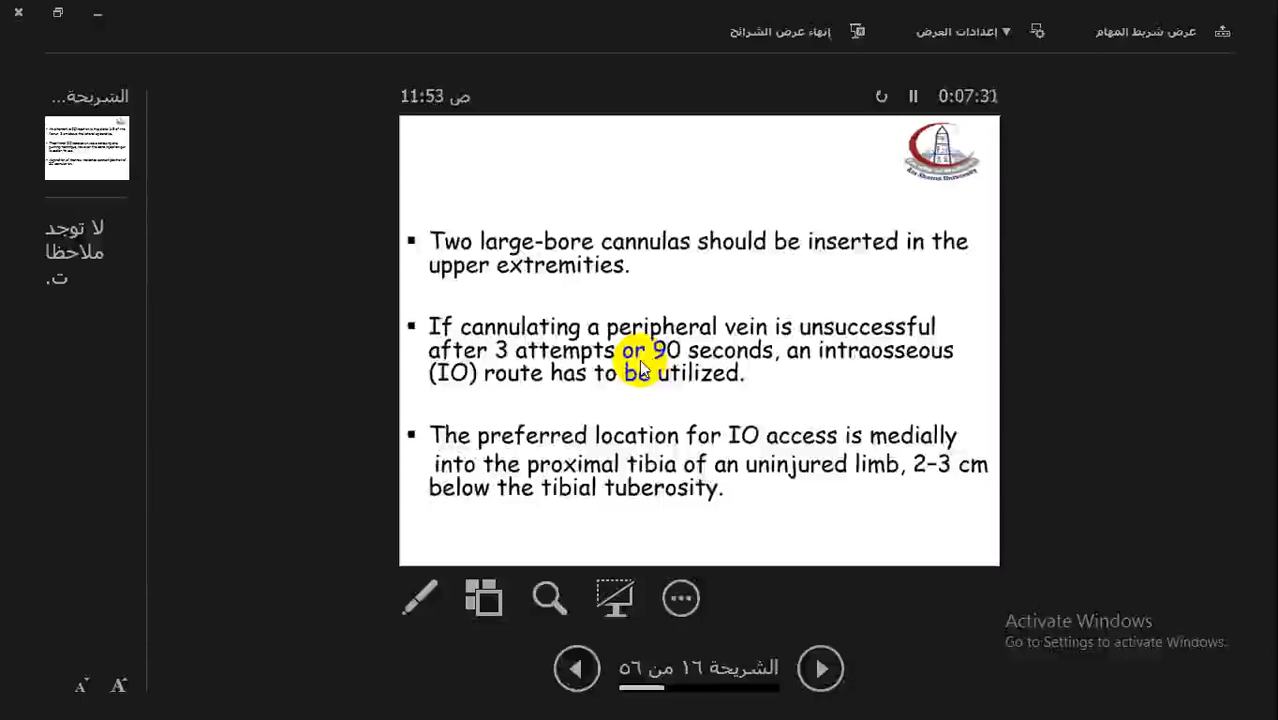 عرض شريط المهام
إعدادات العرض ▼
إنهاء عرض الشرائح
0:07:31
11:53 ص
الشريحة...
لا توجد
ملاحظا
ت.
Ain Shams University
▪ Two large-bore cannulas should be inserted in the
upper extremities.
▪ If cannulating a peripheral vein is unsuccessful
after 3 attempts or 90 seconds, an intraosseous
(IO) route has to be utilized.
▪ The preferred location for IO access is medially
into the proximal tibia of an uninjured limb, 2–3 cm
below the tibial tuberosity.
الشريحة ١٦ من ٥٦
Activate Windows
Go to Settings to activate Windows.
A A